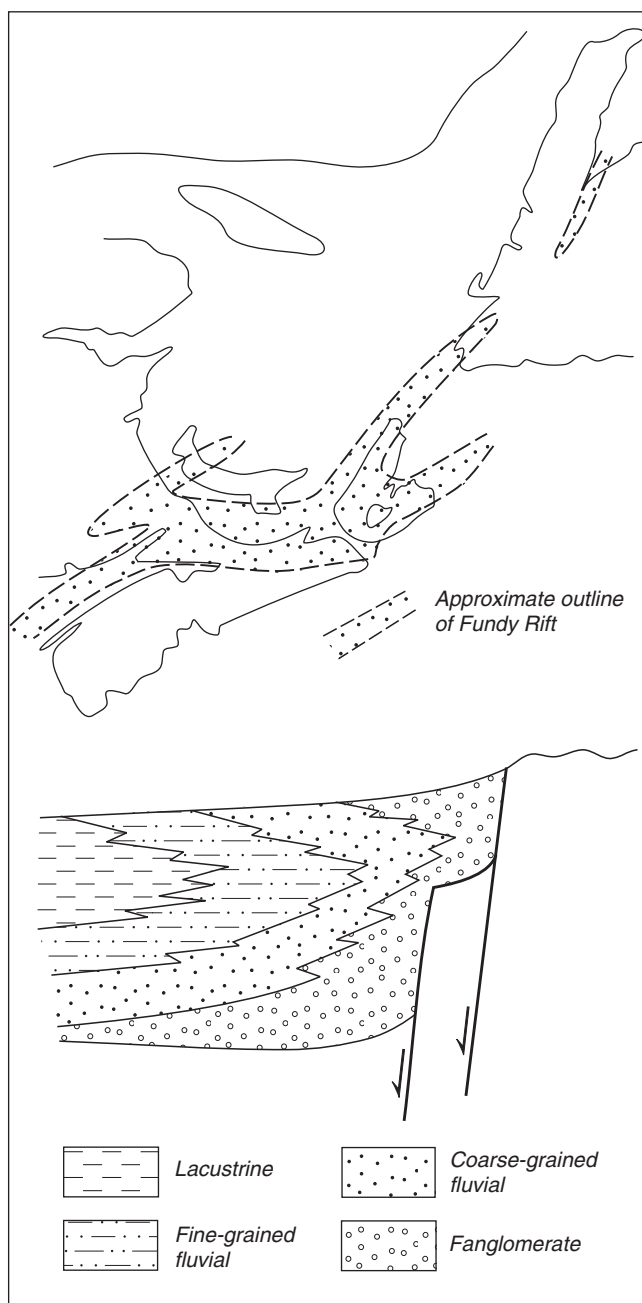 Approximate outline
of Fundy Rift
Lacustrine
Coarse-grained
fluvial
Fine-grained
fluvial
Fanglomerate